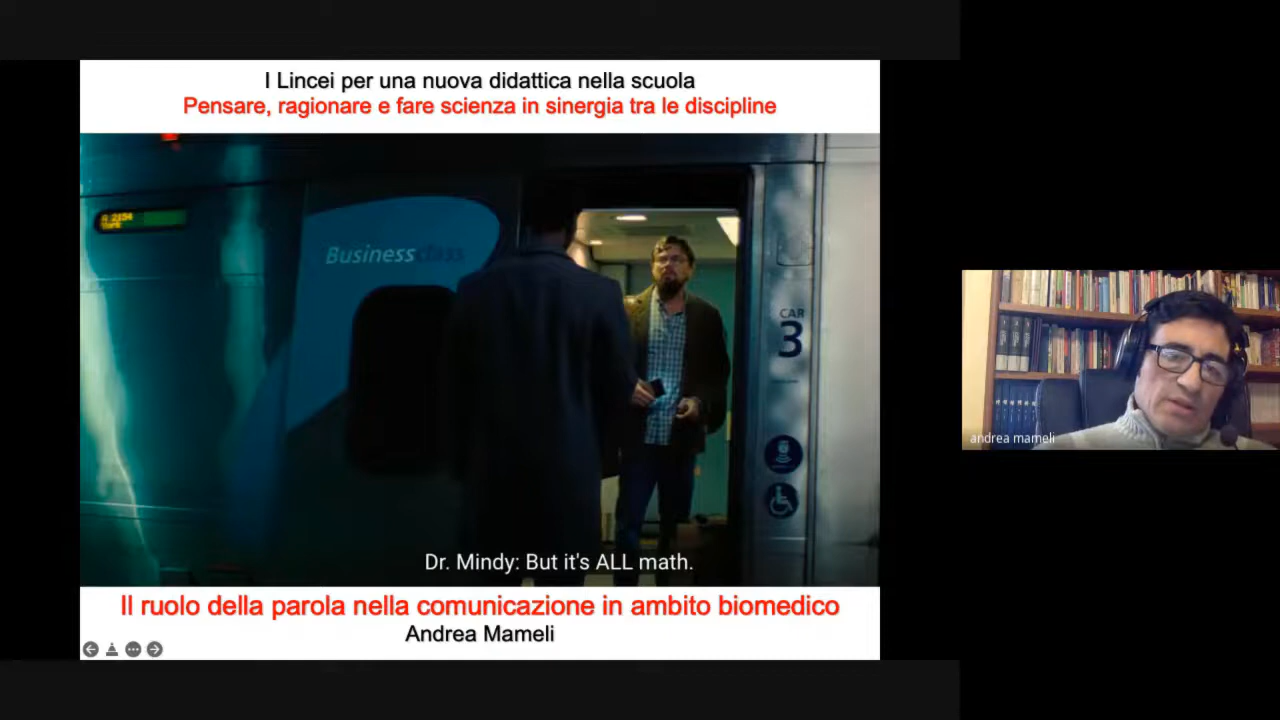 I Lincei per una nuova didattica nella scuola
Pensare, ragionare e fare scienza in sinergia tra le discipline
Business class
CAR
3
Dr. Mindy: But it's ALL math.
Il ruolo della parola nella comunicazione in ambito biomedico
Andrea Mameli
andrea mameli